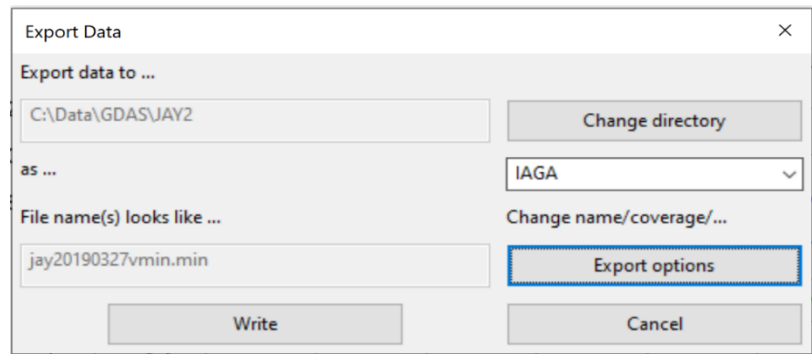 Export Data
Export data to ...
C:\Data\GDAS\JAY2
Change directory
as ...
IAGA
File name(s) looks like ...
Change name/coverage/...
jay20190327vmin.min
Export options
Write
Cancel